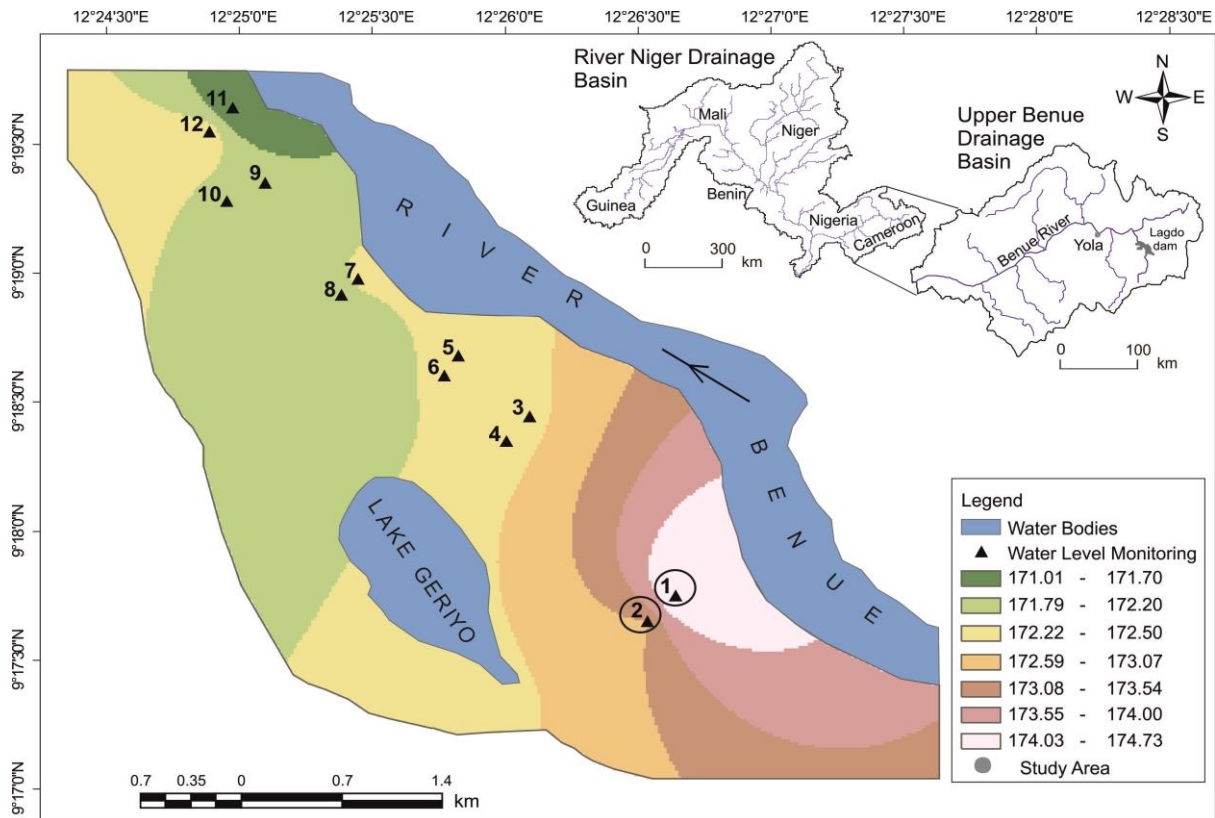 12°24'30"E 12°25'0"E 12°25'30"E 12°26'0"E 12°26'30"E 12°27'0"E 12°27'30"E 12°28'0"E 12°28'30"E
9°19'30"N
9°19'0"N
9°18'30"N
9°18'0"N
9°17'30"N
9°17'0"N
River Niger Drainage
Basin
Mali
Niger
Guinea
Benin
Nigeria
Cameroon
0 300
km
N
W E
S
Upper Benue
Drainage
Basin
Benue River
Yola
Lagdo
dam
0 100
km
11
12
9
10
7
8
5
6
3
4
1
2
RIVER
BENUE
LAKE GERIYO
0.7 0.35 0 0.7 1.4
km
Legend
Water Bodies
Water Level Monitoring
171.01 - 171.70
171.79 - 172.20
172.22 - 172.50
172.59 - 173.07
173.08 - 173.54
173.55 - 174.00
174.03 - 174.73
Study Area